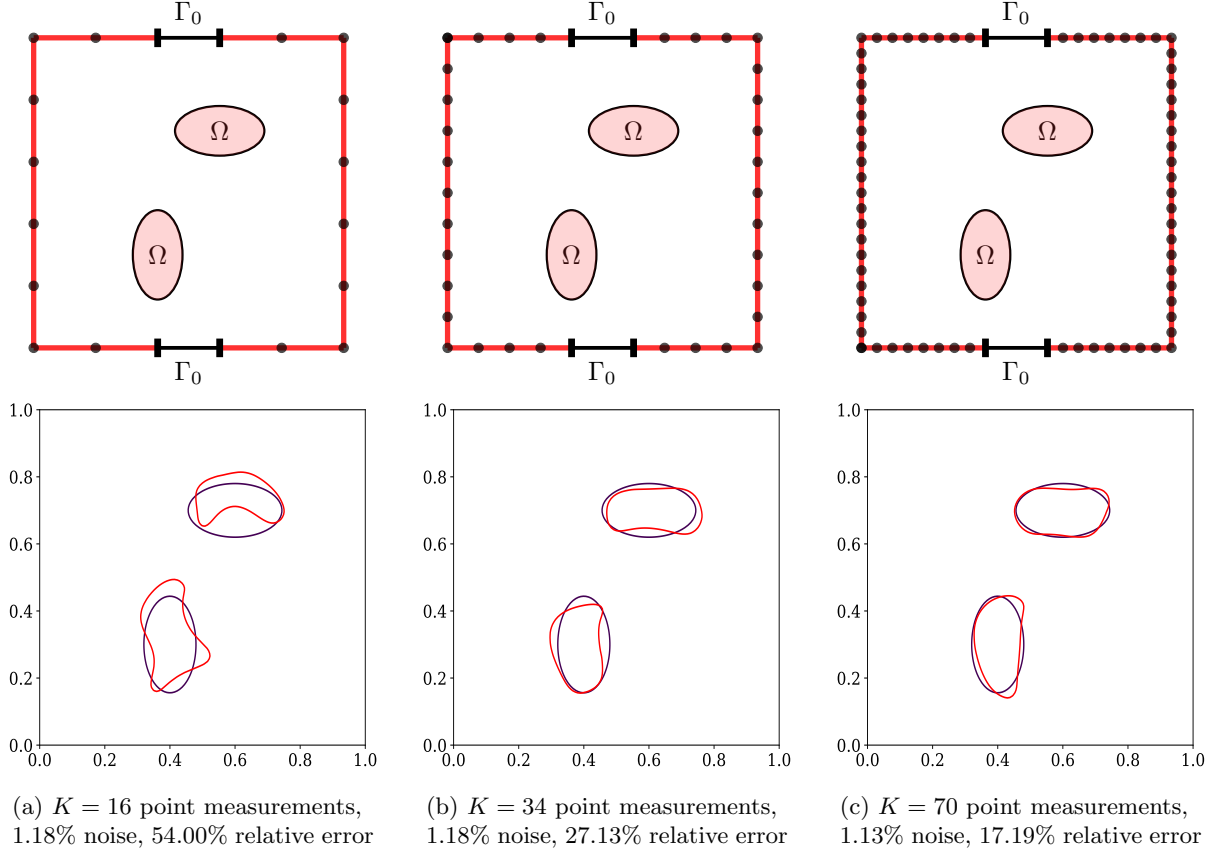 Γ₀ Γ₀ Γ₀
Ω Ω Ω
Ω Ω Ω
Γ₀ Γ₀ Γ₀
1.0
0.8
0.6
0.4
0.2
0.0
0.0 0.2 0.4 0.6 0.8 1.0
1.0
0.8
0.6
0.4
0.2
0.0
0.0 0.2 0.4 0.6 0.8 1.0
1.0
0.8
0.6
0.4
0.2
0.0
0.0 0.2 0.4 0.6 0.8 1.0
(a) K = 16 point measurements,
1.18% noise, 54.00% relative error
(b) K = 34 point measurements,
1.18% noise, 27.13% relative error
(c) K = 70 point measurements,
1.13% noise, 17.19% relative error